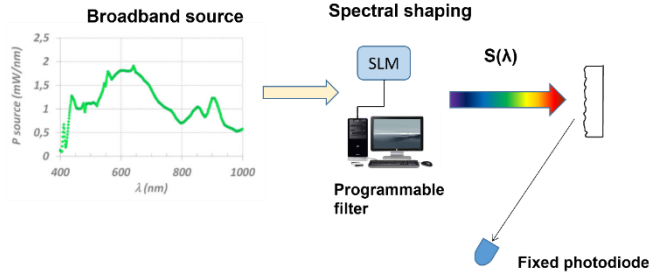 Broadband source
Spectral shaping
2,5
2
1,5
1
0,5
0
P source (mW/nm)
400
600
800
1000
λ (nm)
SLM
S(λ)
Programmable
filter
Fixed photodiode